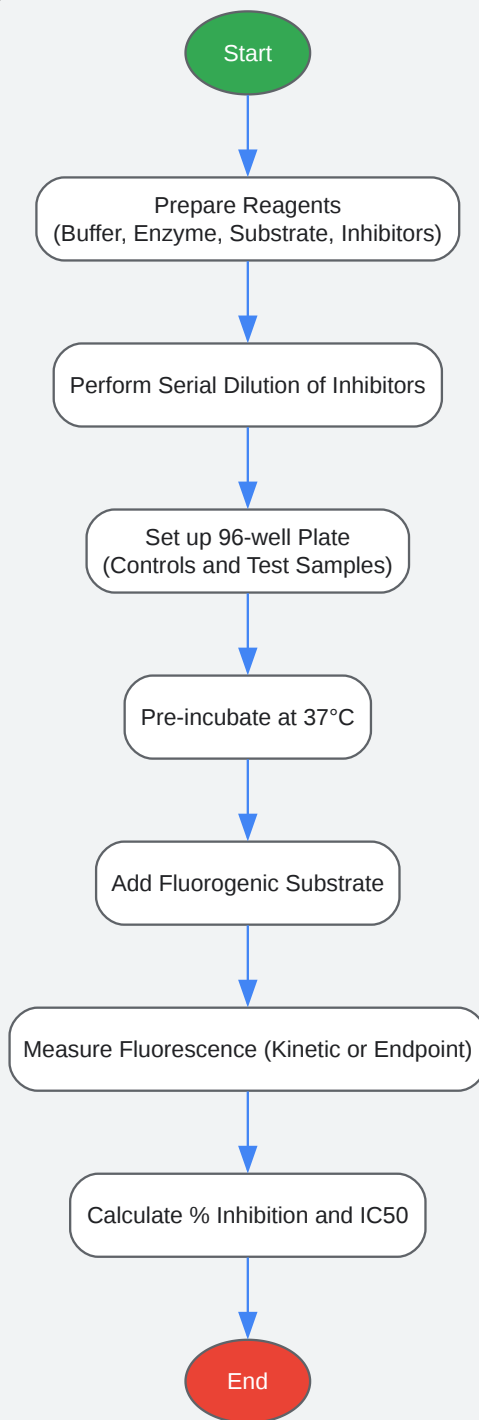 Start
Prepare Reagents
(Buffer, Enzyme, Substrate, Inhibitors)
Perform Serial Dilution of Inhibitors
Set up 96-well Plate
(Controls and Test Samples)
Pre-incubate at 37°C
Add Fluorogenic Substrate
Measure Fluorescence (Kinetic or Endpoint)
Calculate % Inhibition and IC50
End